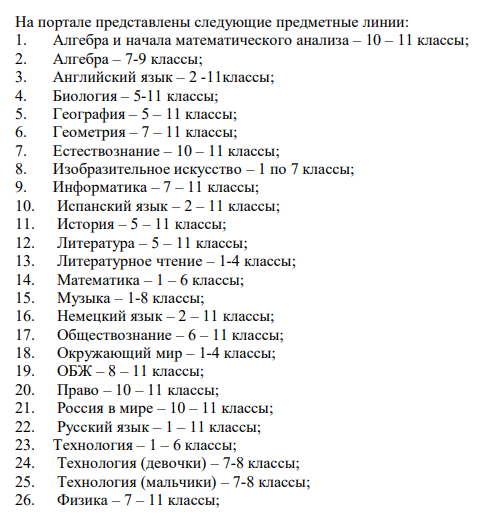 На портале представлены следующие предметные линии:
1. Алгебра и начала математического анализа – 10 – 11 классы;
2. Алгебра – 7-9 классы;
3. Английский язык – 2 -11классы;
4. Биология – 5-11 классы;
5. География – 5 – 11 классы;
6. Геометрия – 7 – 11 классы;
7. Естествознание – 10 – 11 классы;
8. Изобразительное искусство – 1 по 7 классы;
9. Информатика – 7 – 11 классы;
10. Испанский язык – 2 – 11 классы;
11. История – 5 – 11 классы;
12. Литература – 5 – 11 классы;
13. Литературное чтение – 1-4 классы;
14. Математика – 1 – 6 классы;
15. Музыка – 1-8 классы;
16. Немецкий язык – 2 – 11 классы;
17. Обществознание – 6 – 11 классы;
18. Окружающий мир – 1-4 классы;
19. ОБЖ – 8 – 11 классы;
20. Право – 10 – 11 классы;
21. Россия в мире – 10 – 11 классы;
22. Русский язык – 1 – 11 классы;
23. Технология – 1 – 6 классы;
24. Технология (девочки) – 7-8 классы;
25. Технология (мальчики) – 7-8 классы;
26. Физика – 7 – 11 классы;